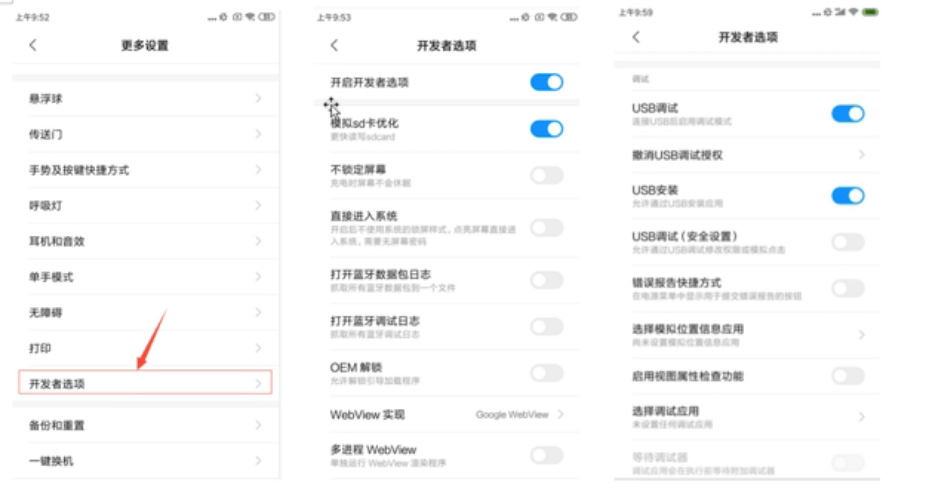 上午9:52
更多设置
悬浮球
传送门
手势及按键快捷方式
呼吸灯
耳机和音效
单手模式
无障碍
打印
开发者选项
备份和重置
一键换机
上午9:53
开发者选项
开启开发者选项
模拟sd卡优化
更快读写sdcard
不锁定屏幕
充电时屏幕不会休眠
直接进入系统
开启后不使用系统的锁屏样式，点亮屏幕直接进
入系统，需要无屏幕密码
打开蓝牙数据包日志
抓取所有蓝牙数据包到一个文件
打开蓝牙调试日志
抓取所有蓝牙调试日志
OEM 解锁
允许解锁引导加载程序
WebView 实现 Google WebView
多进程 WebView
单独运行 WebView 渲染程序
上午9:59
开发者选项
调试
USB调试
连接USB后启用调试模式
撤消USB调试授权
USB安装
允许通过USB安装应用
USB调试（安全设置）
允许通过USB调试修改权限或模拟点击
错误报告快捷方式
在电源菜单中显示用于提交错误报告的按钮
选择模拟位置信息应用
尚未设置模拟位置信息应用
启用视图属性检查功能
选择调试应用
未设置任何调试应用
等待调试器
调试应用会在执行前等待附加调试器